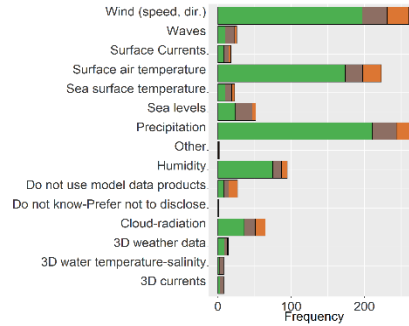 Wind (speed, dir.)
Waves
Surface Currents.
Surface air temperature
Sea surface temperature.
Sea levels
Precipitation
Other.
Humidity.
Do not use model data products.
Do not know-Prefer not to disclose.
Cloud-radiation
3D weather data
3D water temperature-salinity.
3D currents
0 100 200
Frequency